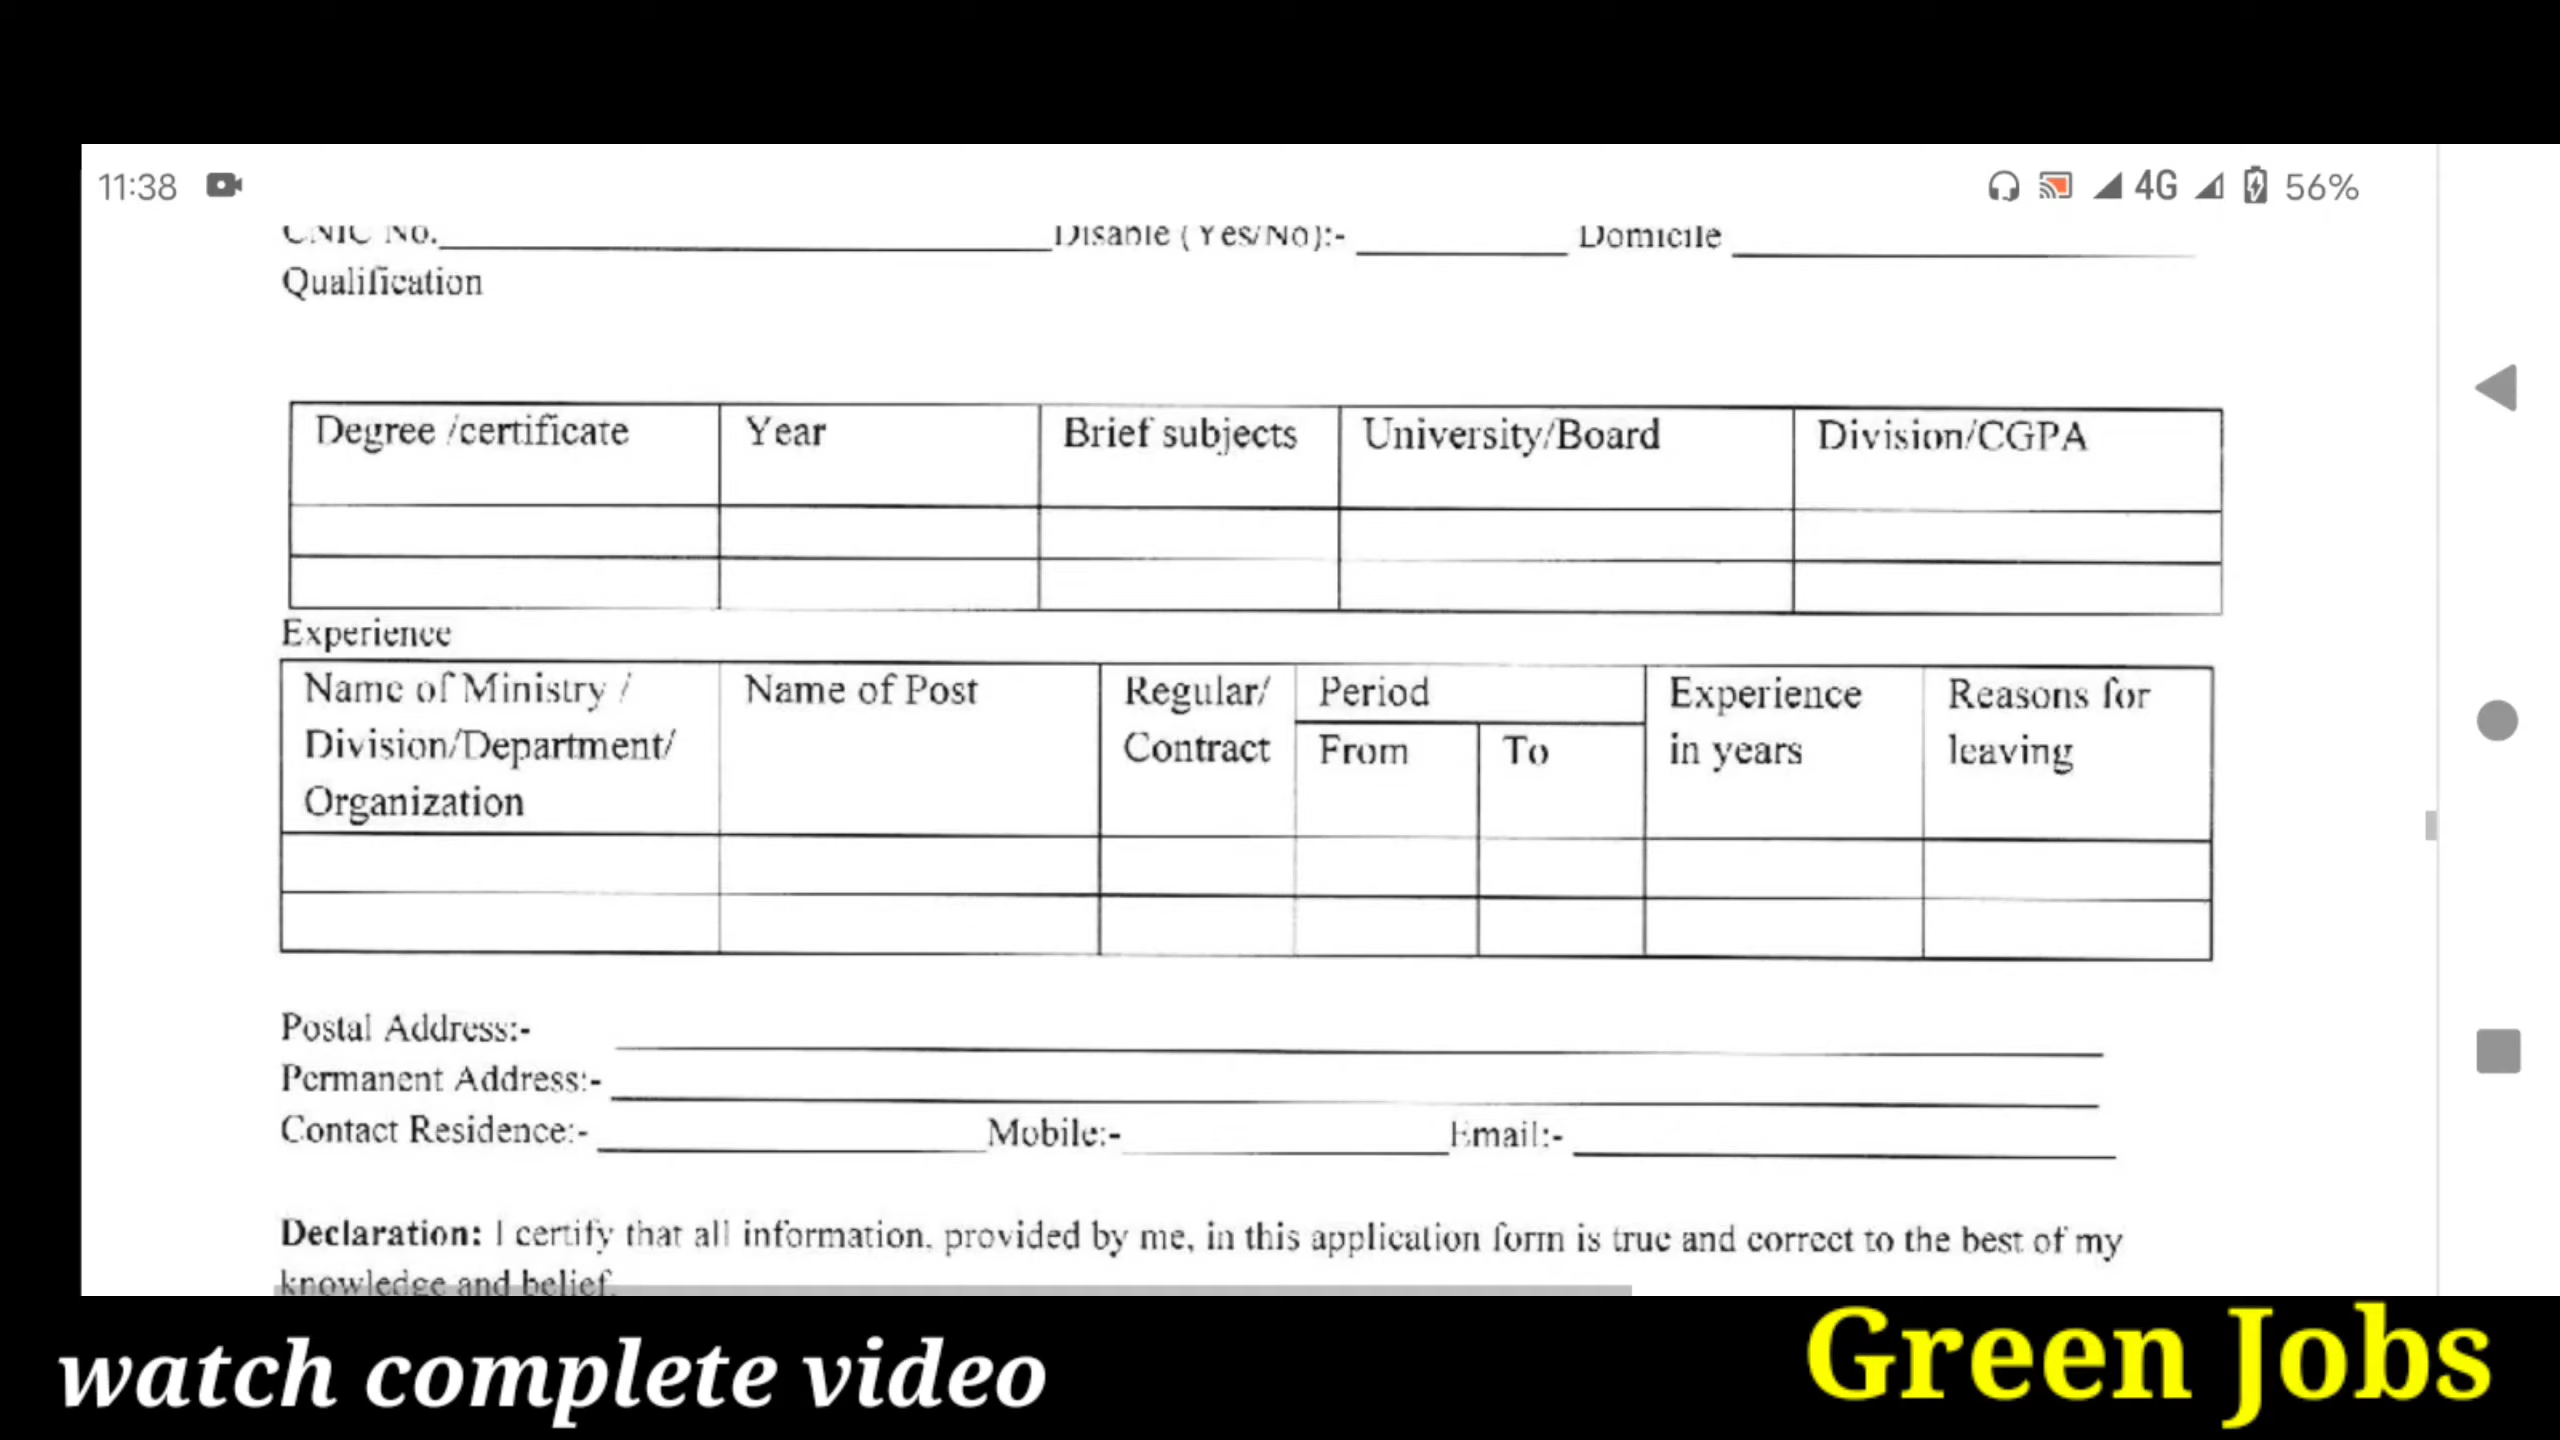 11:38 4G 56%
CNIC No. Disable (Yes/No):- Domicile
Qualification
Degree /certificate Year Brief subjects University/Board Division/CGPA
Experience
Name of Ministry / Name of Post Regular/ Period Experience Reasons for
Division/Department/ Contract From To in years leaving
Organization
Postal Address:-
Permanent Address:-
Contact Residence:- Mobile:- Email:-
Declaration: I certify that all information, provided by me, in this application form is true and correct to the best of my
knowledge and belief.
watch complete video
Green Jobs